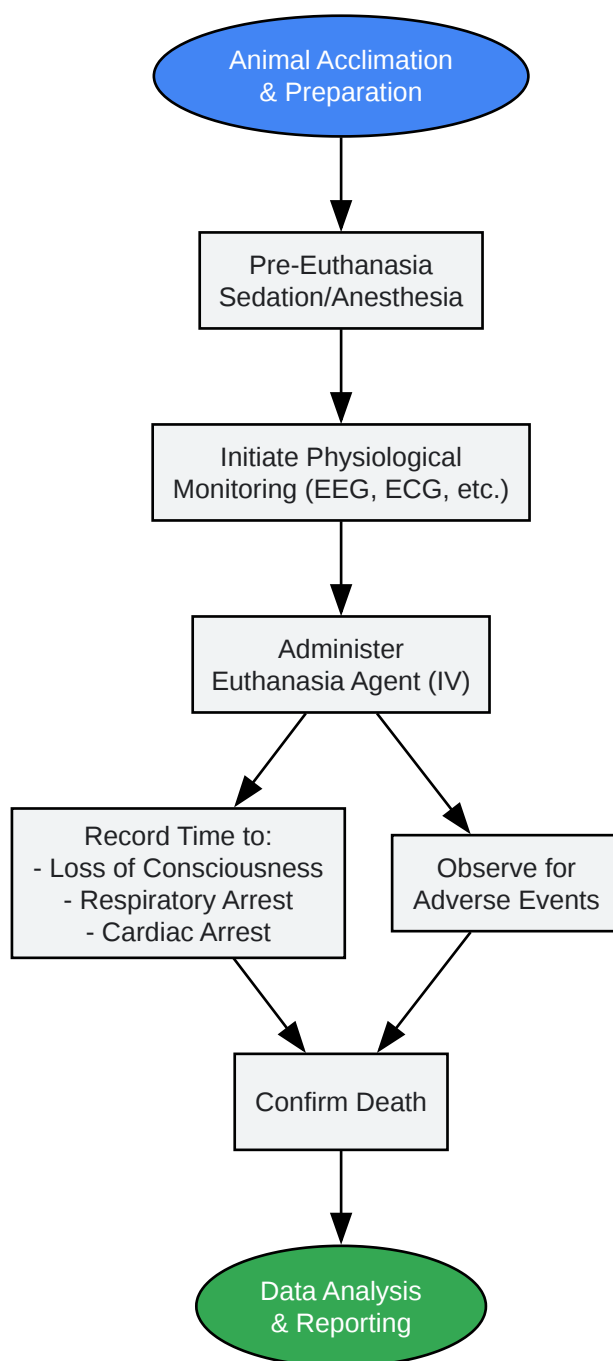 Animal Acclimation
& Preparation
Pre-Euthanasia
Sedation/Anesthesia
Initiate Physiological
Monitoring (EEG, ECG, etc.)
Administer
Euthanasia Agent (IV)
Record Time to:
- Loss of Consciousness
- Respiratory Arrest
- Cardiac Arrest
Observe for
Adverse Events
Confirm Death
Data Analysis
& Reporting